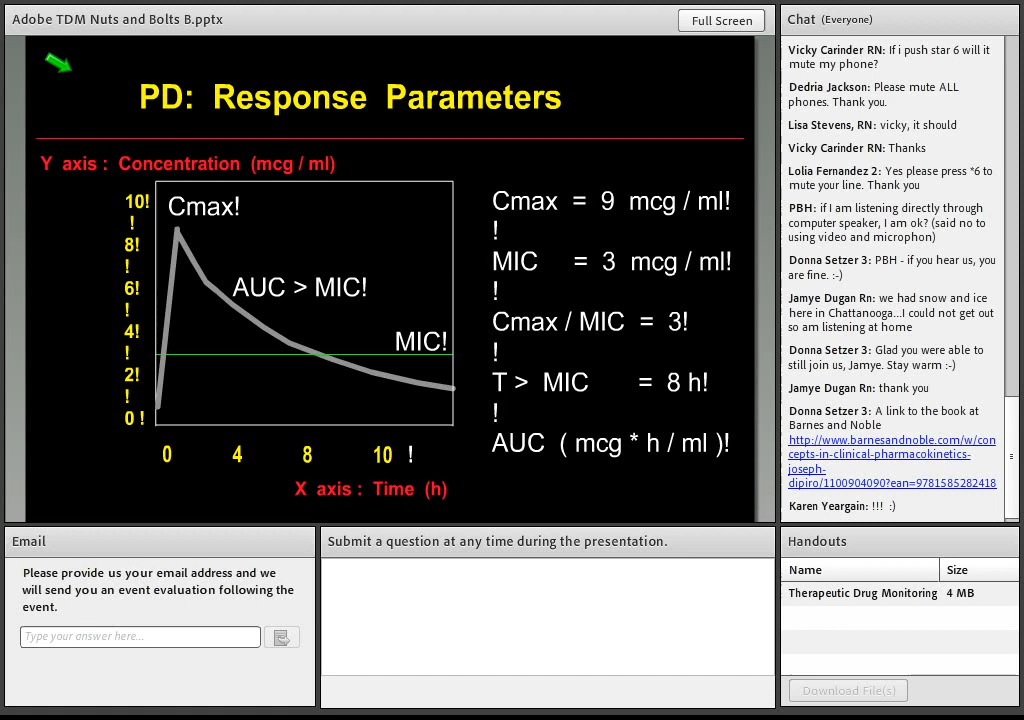 Adobe TDM Nuts and Bolts B.pptx
Full Screen
PD: Response Parameters
Y axis : Concentration (mcg / ml)
10!
!
8!
!
6!
!
4!
!
2!
!
0 !
Cmax!
AUC > MIC!
MIC!
0 4 8 10 !
X axis : Time (h)
Cmax = 9 mcg / ml!
!
MIC = 3 mcg / ml!
!
Cmax / MIC = 3!
!
T > MIC = 8 h!
!
AUC ( mcg * h / ml )!
Chat (Everyone)
Vicky Carinder RN: If i push star 6 will it
mute my phone?
Dedria Jackson: Please mute ALL
phones. Thank you.
Lisa Stevens, RN: vicky, it should
Vicky Carinder RN: Thanks
Lolia Fernandez 2: Yes please press *6 to
mute your line. Thank you
PBH: if I am listening directly through
computer speaker, I am ok? (said no to
using video and microphon)
Donna Setzer 3: PBH - if you hear us, you
are fine. :-)
Jamye Dugan Rn: we had snow and ice
here in Chattanooga...I could not get out
so am listening at home
Donna Setzer 3: Glad you were able to
still join us, Jamye. Stay warm :-)
Jamye Dugan Rn: thank you
Donna Setzer 3: A link to the book at
Barnes and Noble
http://www.barnesandnoble.com/w/con
cepts-in-clinical-pharmacokinetics-
joseph-
dipiro/1100904090?ean=9781585282418
Karen Yeargain: !!! :)
Email
Please provide us your email address and we
will send you an event evaluation following the
event.
Type your answer here...
Submit a question at any time during the presentation.
Handouts
Name Size
Therapeutic Drug Monitoring 4 MB
Download File(s)